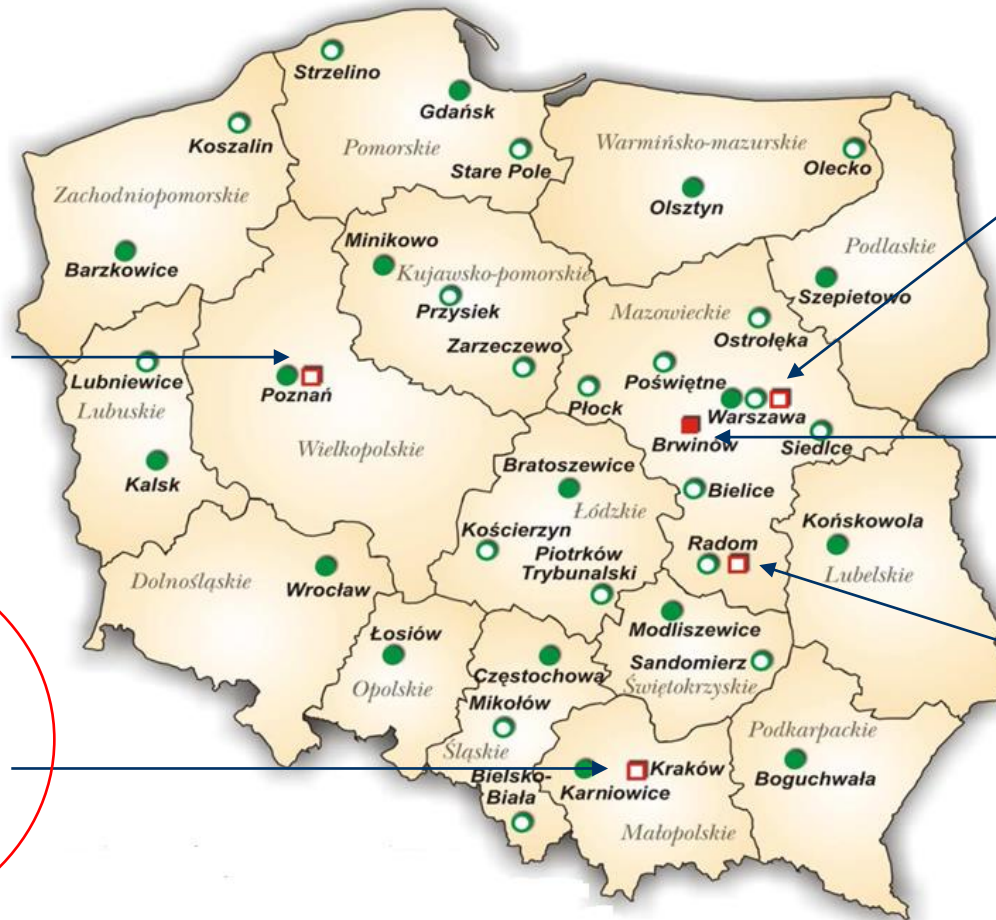 Strzelino
Gdańsk
Koszalin
Pomorskie
Warmińsko-mazurskie
Stare Pole
Olecko
Zachodniopomorskie
Olsztyn
Minikowo
Podlaskie
Barzkowice
Kujawsko-pomorskie
Szepietowo
Przysiek
Mazowieckie
Ostrołęka
Zarzeczewo
Lubniewice
Poświętne
Poznań
Płock
Warszawa
Lubuskie
Brwinów
Siedlce
Wielkopolskie
Bratoszewice
Kalsk
Bielice
Łódzkie
Końskowola
Kościerzyn
Radom
Piotrków
Trybunalski
Dolnośląskie
Wrocław
Lubelskie
Łosiów
Modliszewice
Częstochowa
Sandomierz
Opolskie
Świętokrzyskie
Mikołów
Podkarpackie
Śląskie
Kraków
Bielsko-
Biała
Karniowice
Boguchwała
Małopolskie